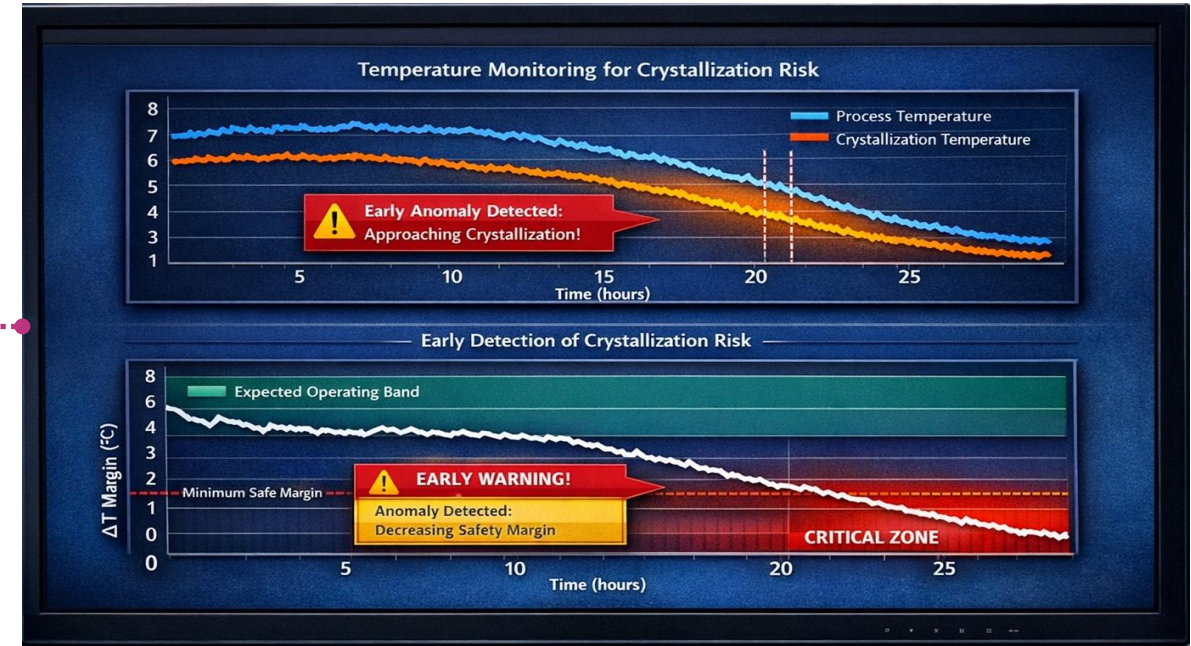 Temperature Monitoring for Crystallization Risk
8
7
6
5
4
3
1
Process Temperature
Crystallization Temperature
Early Anomaly Detected:
Approaching Crystallization!
5 10 15 20 25
Time (hours)
Early Detection of Crystallization Risk
8
6
4
3
2
1
0
0
ΔT Margin (°C)
Expected Operating Band
Minimum Safe Margin
EARLY WARNING!
Anomaly Detected:
Decreasing Safety Margin
CRITICAL ZONE
5 10 20 25
Time (hours)